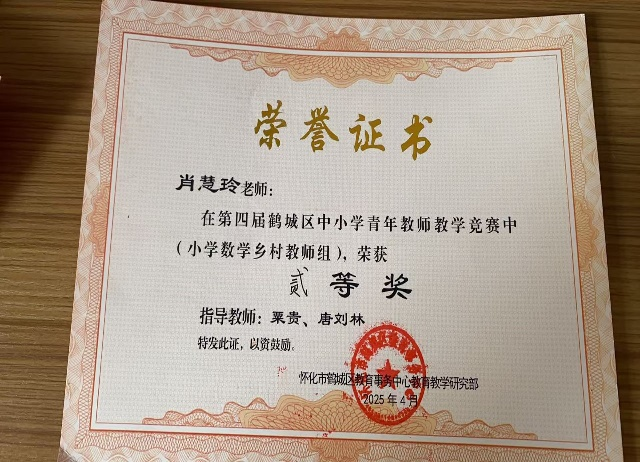 荣誉证书
肖慧玲老师：
在第四届鹤城区中小学青年教师教学竞赛中
（小学数学乡村教师组），荣获
贰等奖
指导教师：粟贵、唐刘林
特发此证，以资鼓励。
怀化市鹤城区教育事务中心教育教学研究部
2025年4月